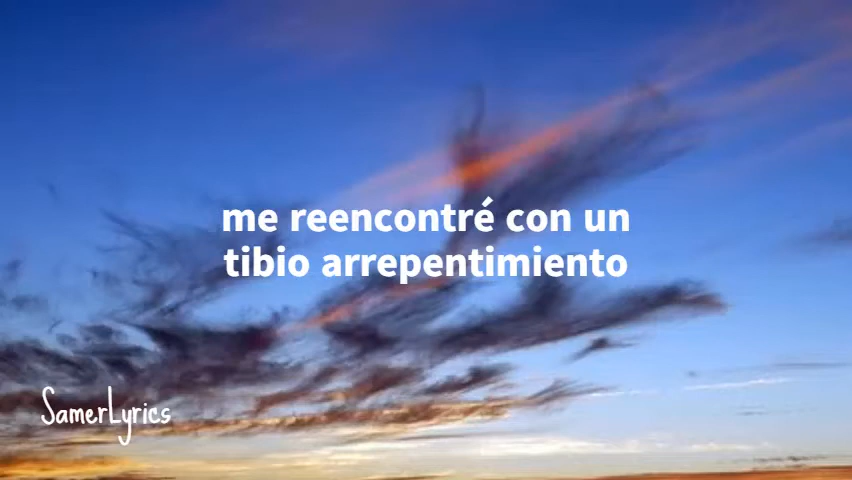 me reencontré con un
tibio arrepentimiento
SamerLyrics